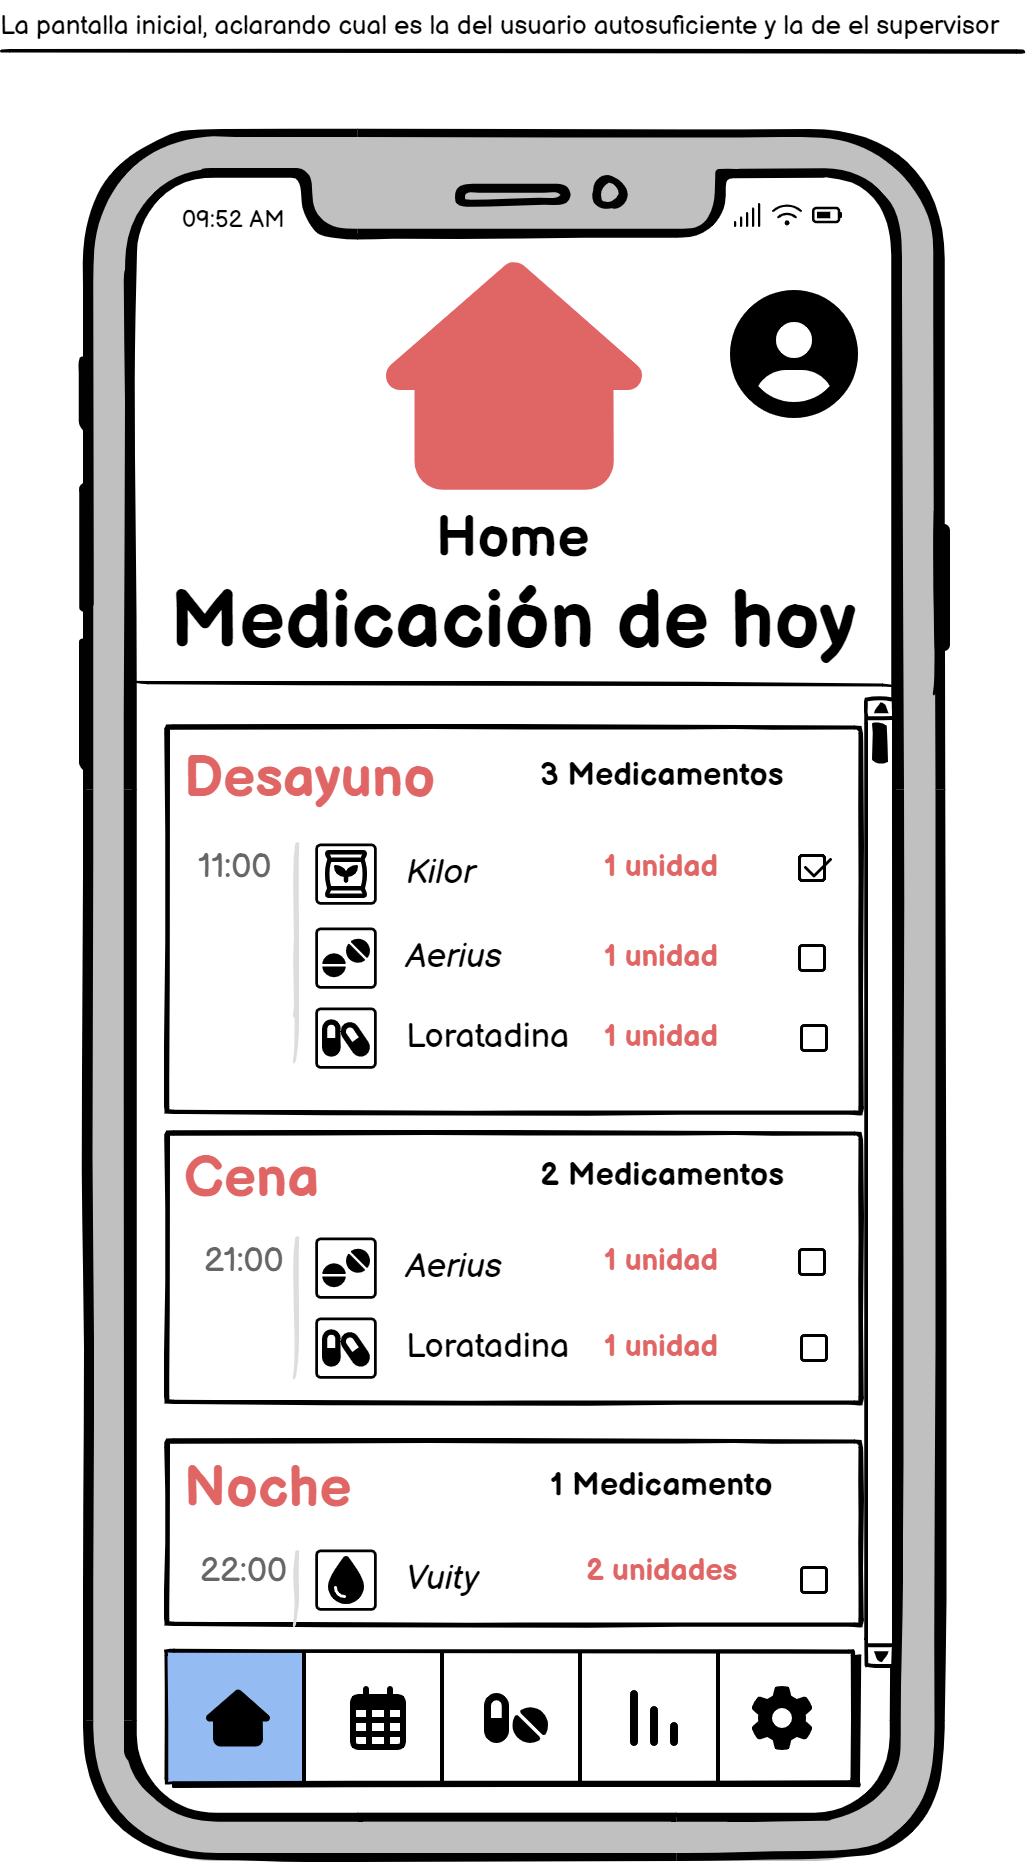 La pantalla inicial, aclarando cual es la del usuario autosuficiente y la de el supervisor
09:52 AM
Home
Medicación de hoy
Desayuno 3 Medicamentos
11:00 Kilor 1 unidad
Aerius 1 unidad
Loratadina 1 unidad
Cena 2 Medicamentos
21:00 Aerius 1 unidad
Loratadina 1 unidad
Noche 1 Medicamento
22:00 Vuity 2 unidades